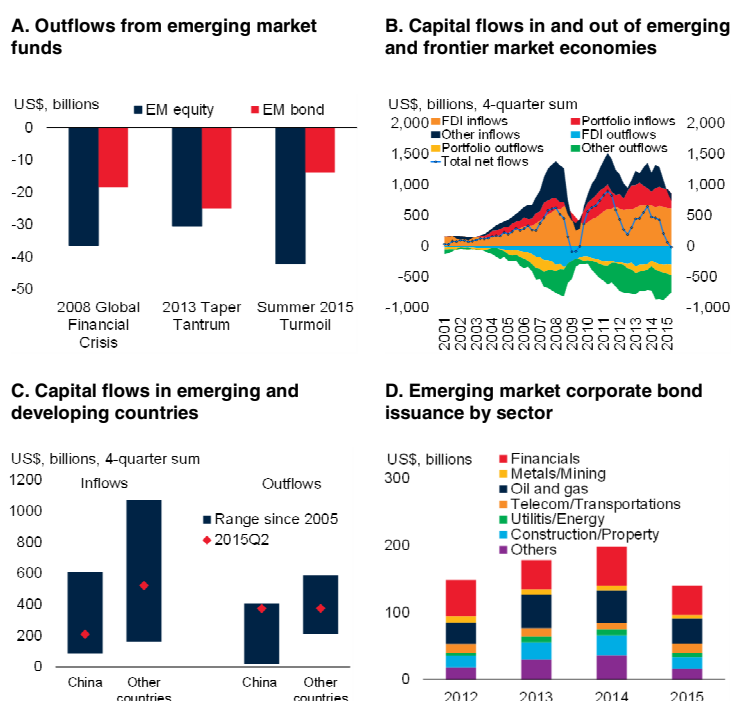 A. Outflows from emerging market
funds
US$, billions
EM equity
EM bond
0
-10
-20
-30
-40
-50
2008 Global
Financial
Crisis
2013 Taper
Tantrum
Summer 2015
Turmoil
B. Capital flows in and out of emerging
and frontier market economies
US$, billions, 4-quarter sum
FDI inflows
Portfolio inflows
Other inflows
FDI outflows
Portfolio outflows
Other outflows
Total net flows
2,000
1,500
1,000
500
0
-500
-1,000
2,000
1,500
1,000
500
0
-500
-1,000
2001
2002
2003
2004
2005
2006
2007
2008
2009
2010
2011
2012
2013
2014
2015
C. Capital flows in emerging and
developing countries
US$, billions, 4-quarter sum
1200
1000
800
600
400
200
0
Inflows
Outflows
Range since 2005
2015Q2
China
Other
countries
China
Other
countries
D. Emerging market corporate bond
issuance by sector
US$, billions
300
200
100
0
Financials
Metals/Mining
Oil and gas
Telecom/Transportations
Utilitis/Energy
Construction/Property
Others
2012
2013
2014
2015